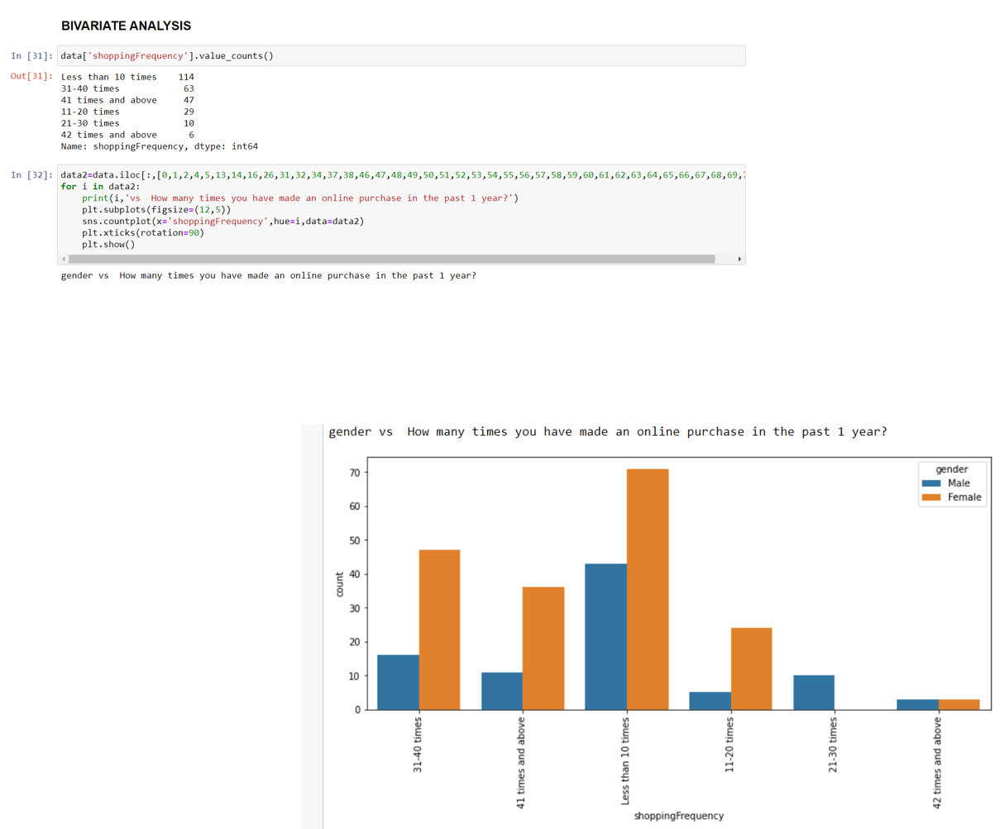 BIVARIATE ANALYSIS
In [31]: data['shoppingFrequency'].value_counts()
Out[31]: Less than 10 times 114
31-40 times 63
41 times and above 47
11-20 times 29
21-30 times 10
42 times and above 6
Name: shoppingFrequency, dtype: int64
In [32]: data2=data.iloc[:,[0,1,2,4,5,13,14,16,26,31,32,34,37,38,46,47,48,49,50,51,52,53,54,55,56,57,58,59,60,61,62,63,64,65,66,67,68,69,
for i in data2:
print(i,'vs  How many times you have made an online purchase in the past 1 year?')
plt.subplots(figsize=(12,5))
sns.countplot(x='shoppingFrequency',hue=i,data=data2)
plt.xticks(rotation=90)
plt.show()
gender vs  How many times you have made an online purchase in the past 1 year?
gender vs  How many times you have made an online purchase in the past 1 year?
gender
Male
Female
70
60
50
40
30
20
10
0
count
31-40 times
41 times and above
Less than 10 times
11-20 times
21-30 times
42 times and above
shoppingFrequency